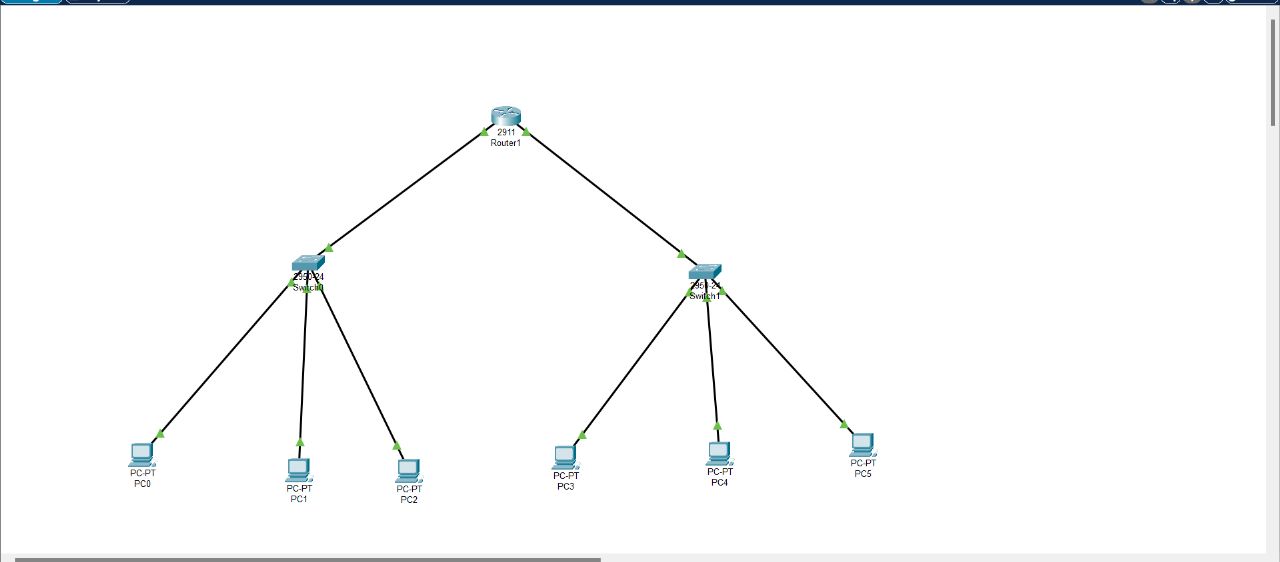 2911
Router1
2950-24
Switch0
2950-24
Switch1
PC-PT
PC0
PC-PT
PC1
PC-PT
PC2
PC-PT
PC3
PC-PT
PC4
PC-PT
PC5